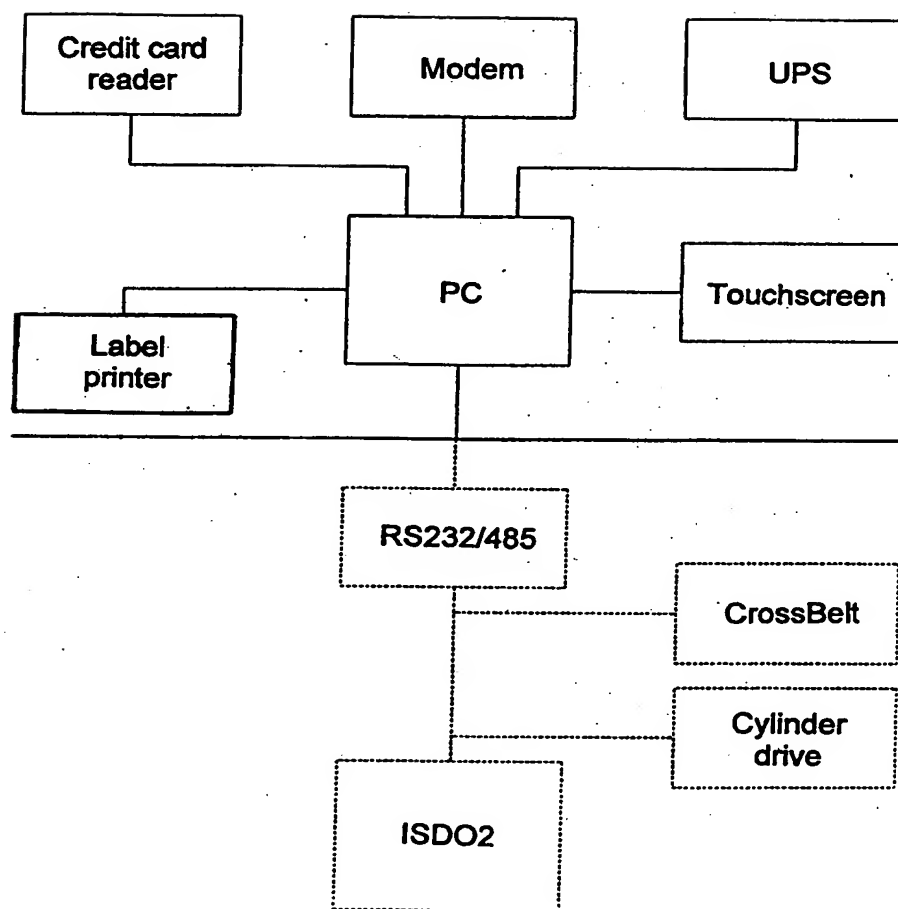 Credit card
reader
Modem
UPS
PC
Touchscreen
Label
printer
RS232/485
CrossBelt
Cylinder
drive
ISDO2